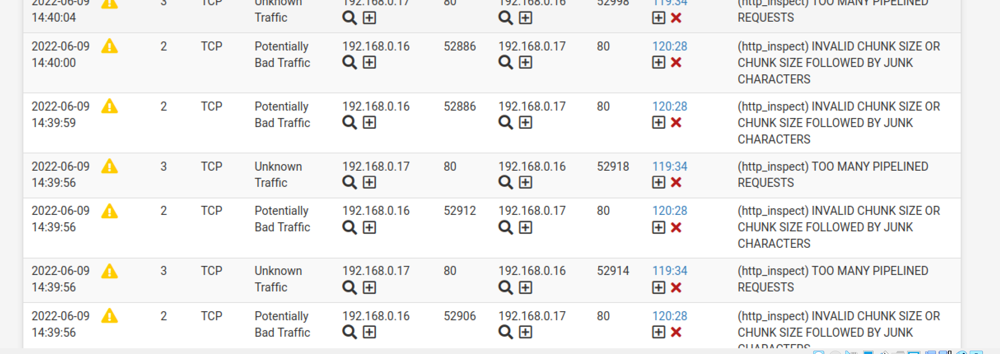 2022-06-09 3 TCP Unknown 192.168.0.17 80 192.168.0.16 52998 119:34 (http_inspect) TOO MANY PIPELINED
14:40:04 Traffic REQUESTS
2022-06-09 2 TCP Potentially 192.168.0.16 52886 192.168.0.17 80 120:28 (http_inspect) INVALID CHUNK SIZE OR
14:40:00 Bad Traffic CHUNK SIZE FOLLOWED BY JUNK
CHARACTERS
2022-06-09 2 TCP Potentially 192.168.0.16 52886 192.168.0.17 80 120:28 (http_inspect) INVALID CHUNK SIZE OR
14:39:59 Bad Traffic CHUNK SIZE FOLLOWED BY JUNK
CHARACTERS
2022-06-09 3 TCP Unknown 192.168.0.17 80 192.168.0.16 52918 119:34 (http_inspect) TOO MANY PIPELINED
14:39:56 Traffic REQUESTS
2022-06-09 2 TCP Potentially 192.168.0.16 52912 192.168.0.17 80 120:28 (http_inspect) INVALID CHUNK SIZE OR
14:39:56 Bad Traffic CHUNK SIZE FOLLOWED BY JUNK
CHARACTERS
2022-06-09 3 TCP Unknown 192.168.0.17 80 192.168.0.16 52914 119:34 (http_inspect) TOO MANY PIPELINED
14:39:56 Traffic REQUESTS
2022-06-09 2 TCP Potentially 192.168.0.16 52906 192.168.0.17 80 120:28 (http_inspect) INVALID CHUNK SIZE OR
14:39:56 Bad Traffic CHUNK SIZE FOLLOWED BY JUNK
CHARACTERS